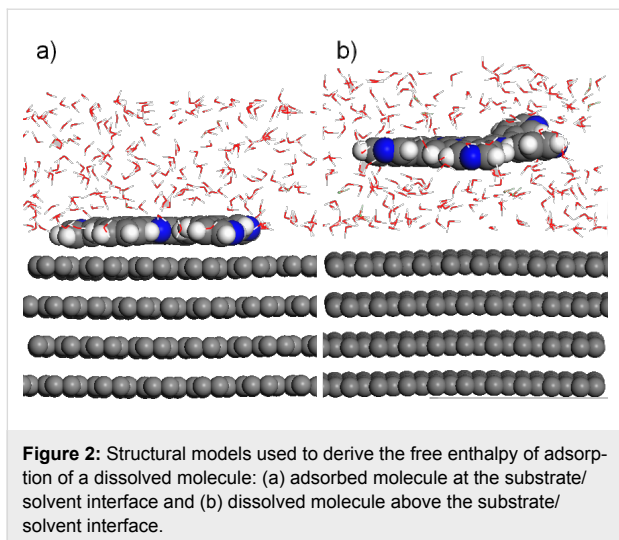 a)
b)
Figure 2: Structural models used to derive the free enthalpy of adsorp-
tion of a dissolved molecule: (a) adsorbed molecule at the substrate/
solvent interface and (b) dissolved molecule above the substrate/
solvent interface.